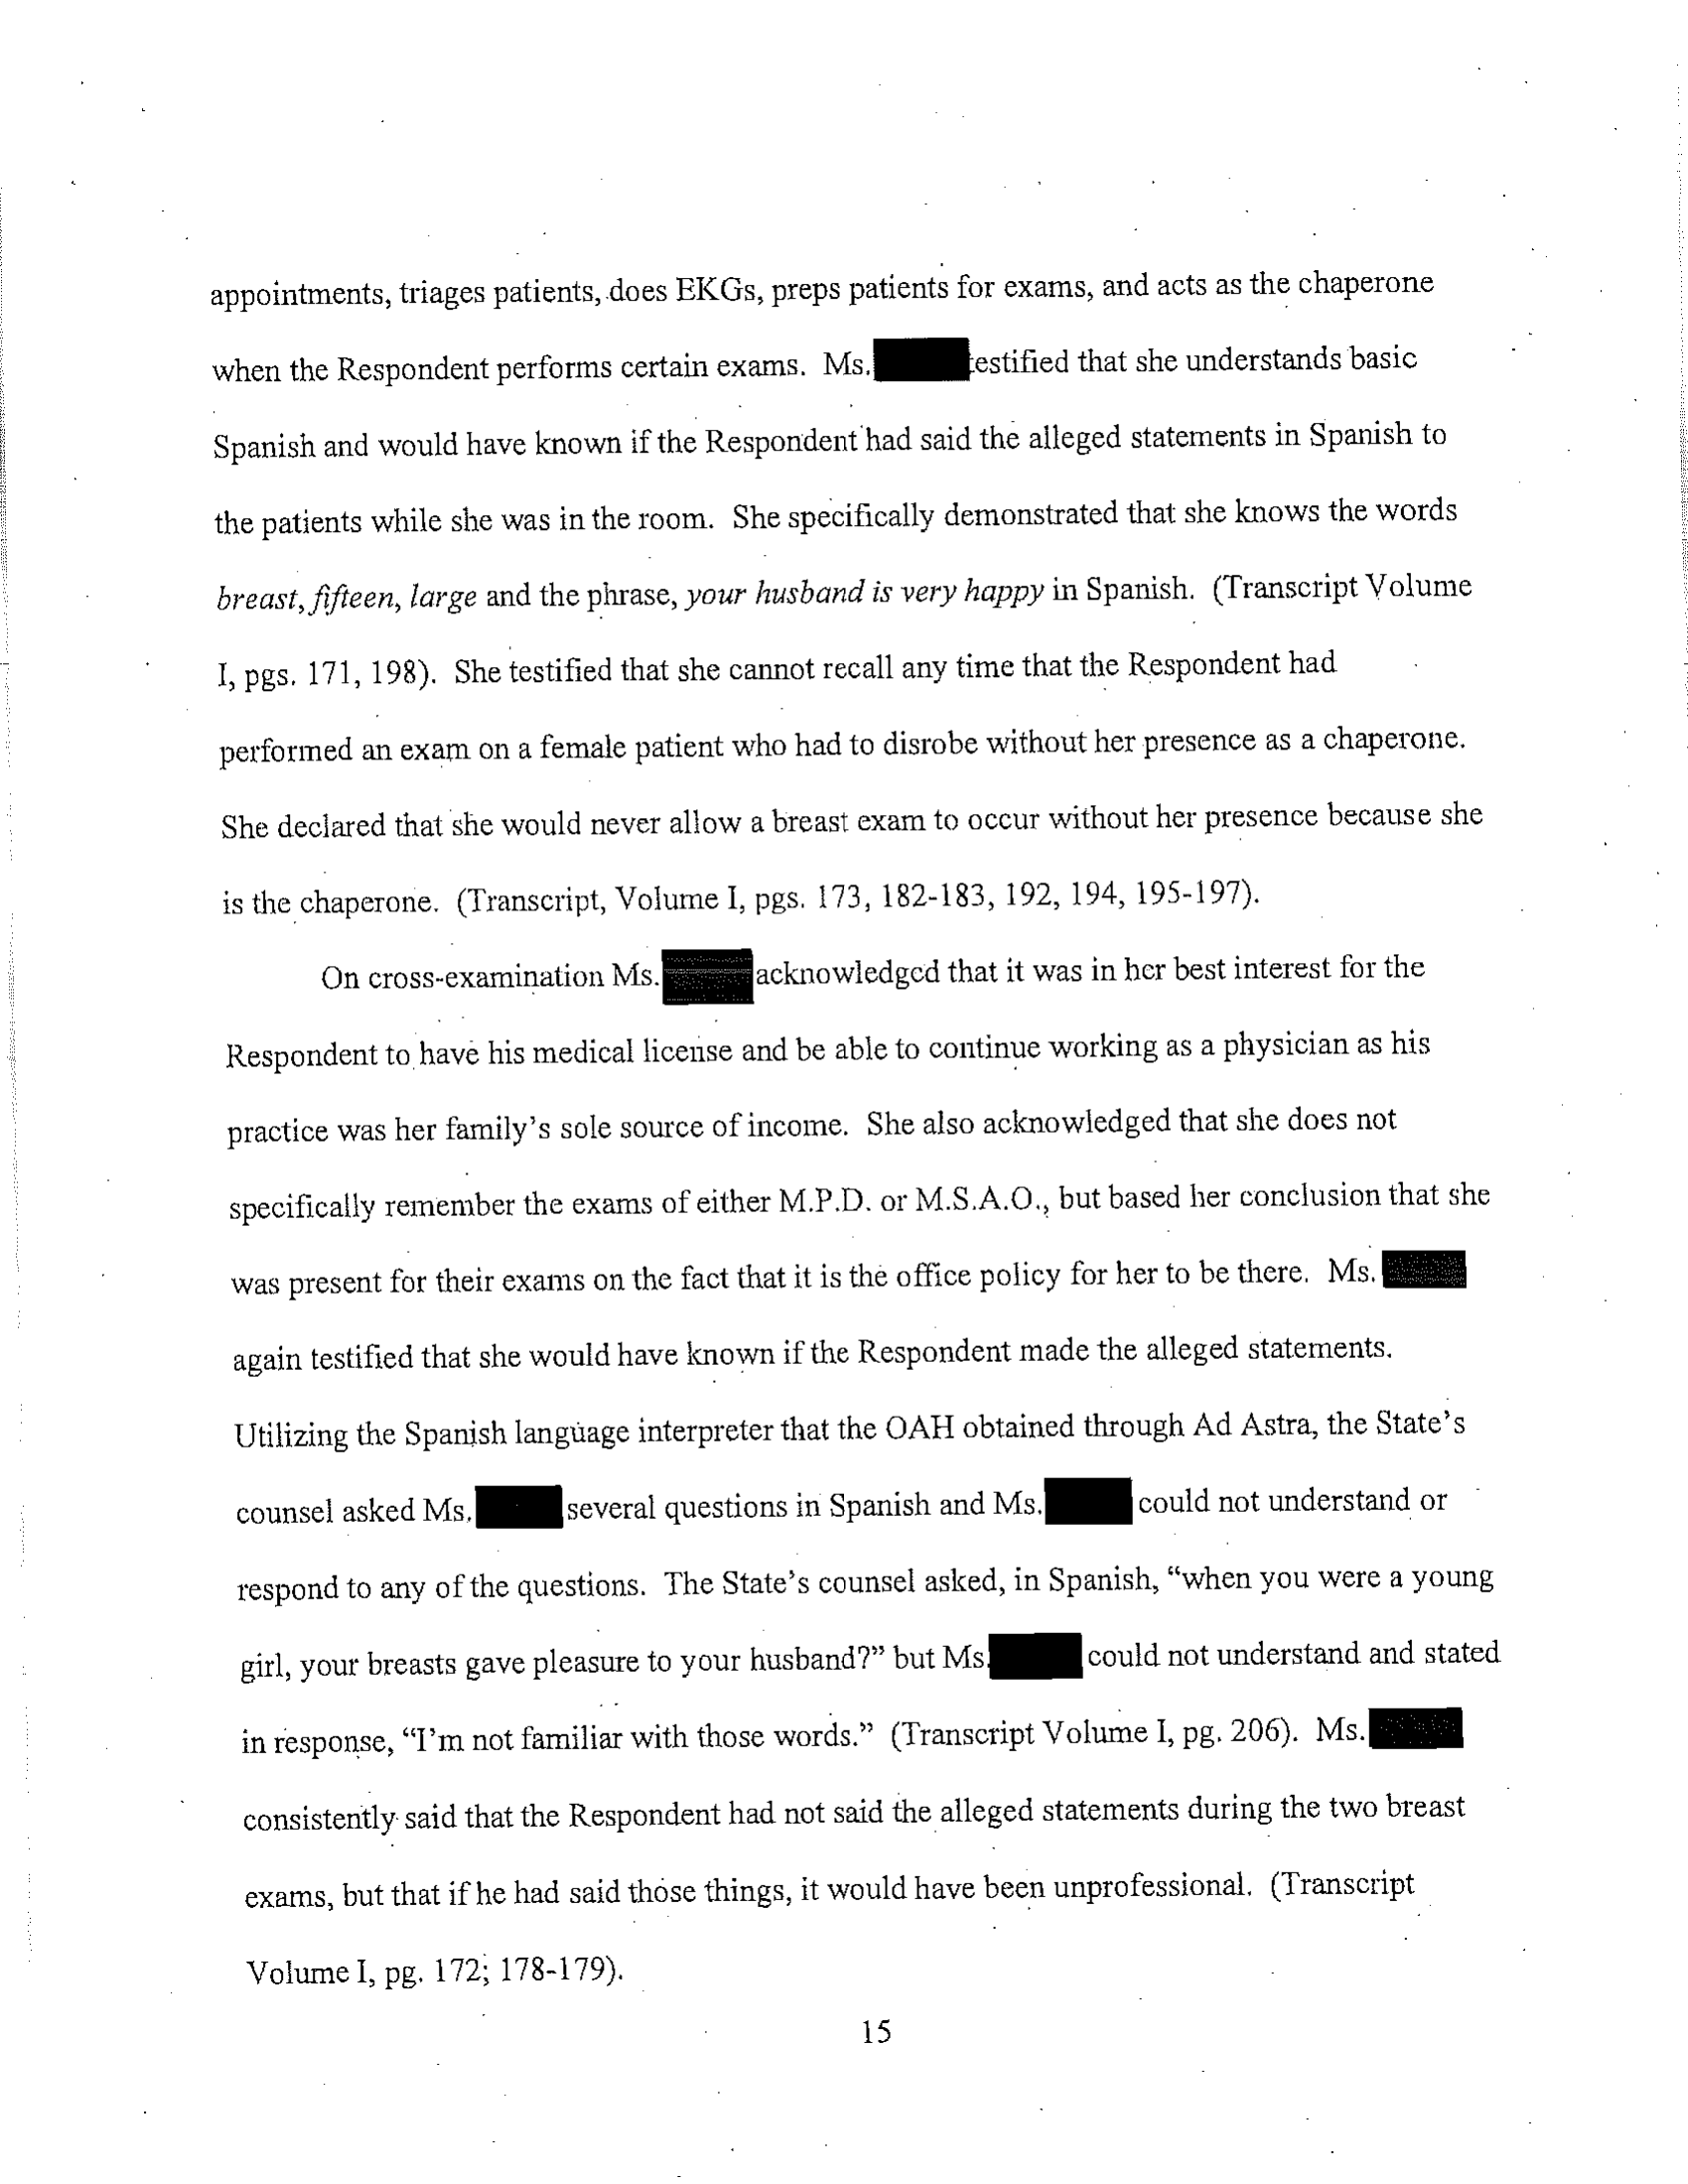 appointments, triages patients, does EKGs, preps patients for exams, and acts as the chaperone
when the Respondent performs certain exams. Ms. testified that she understands basic
Spanish and would have known if the Respondent had said the alleged statements in Spanish to
the patients while she was in the room. She specifically demonstrated that she knows the words
breast, fifteen, large and the phrase, your husband is very happy in Spanish. (Transcript Volume
I, pgs. 171, 198). She testified that she cannot recall any time that the Respondent had
performed an exam on a female patient who had to disrobe without her presence as a chaperone.
She declared that she would never allow a breast exam to occur without her presence because she
is the chaperone. (Transcript, Volume I, pgs. 173, 182-183, 192, 194, 195-197).
On cross-examination Ms. acknowledged that it was in her best interest for the
Respondent to have his medical license and be able to continue working as a physician as his
practice was her family's sole source of income. She also acknowledged that she does not
specifically remember the exams of either M.P.D. or M.S.A.O., but based her conclusion that she
was present for their exams on the fact that it is the office policy for her to be there. Ms.
again testified that she would have known if the Respondent made the alleged statements.
Utilizing the Spanish language interpreter that the OAH obtained through Ad Astra, the State's
counsel asked Ms. several questions in Spanish and Ms. could not understand or
respond to any of the questions. The State's counsel asked, in Spanish, “when you were a young
girl, your breasts gave pleasure to your husband?” but Ms. could not understand and stated
in response, “I'm not familiar with those words.” (Transcript Volume I, pg. 206). Ms.
consistently said that the Respondent had not said the alleged statements during the two breast
exams, but that if he had said those things, it would have been unprofessional. (Transcript
Volume I, pg. 172; 178-179).
15